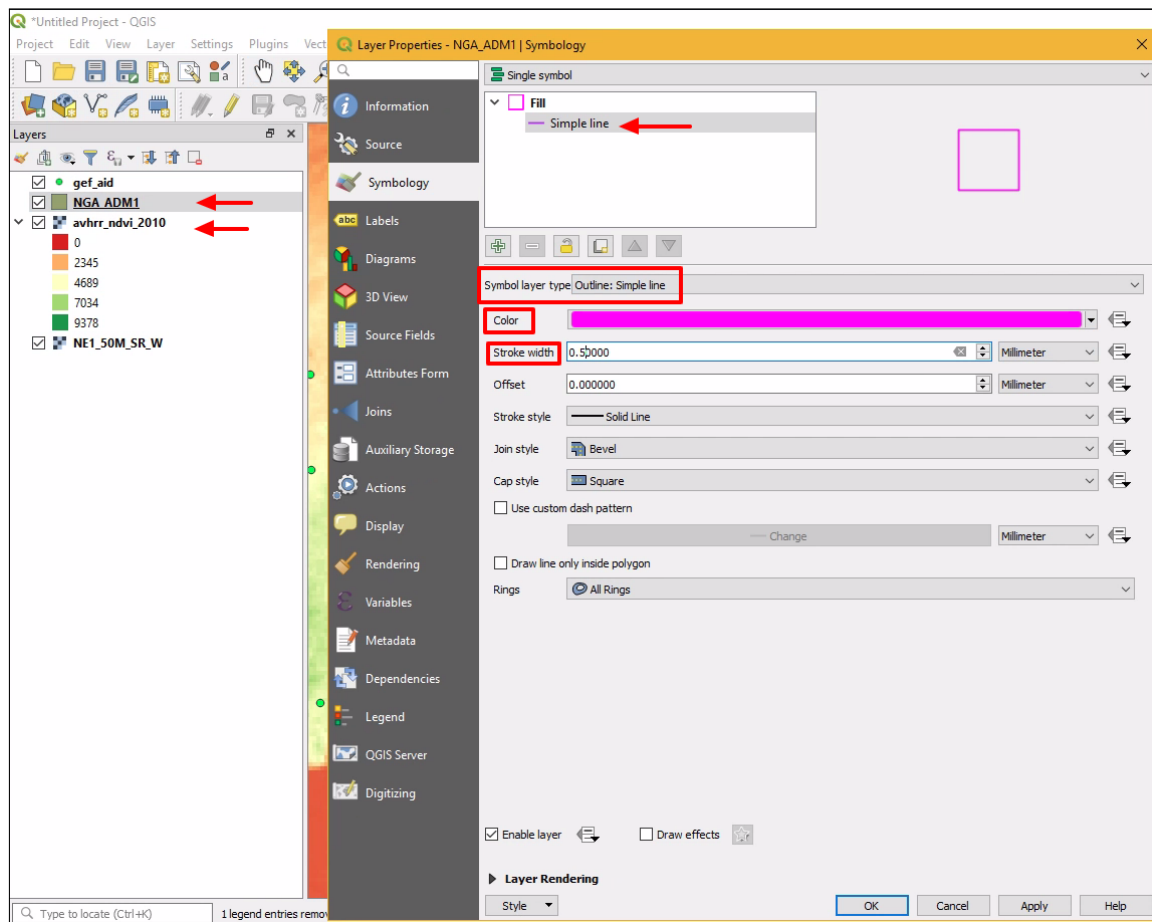 *Untitled Project - QGIS
Project Edit View Layer Settings Plugins Vect
Layers
gef_aid
NGA_ADM1
avhrr_ndvi_2010
0
2345
4689
7034
9378
NE1_50M_SR_W
Type to locate (Ctrl+K)
1 legend entries remov
Layer Properties - NGA_ADM1 | Symbology
Information
Source
Symbology
abc Labels
Diagrams
3D View
Source Fields
Attributes Form
Joins
Auxiliary Storage
Actions
Display
Rendering
Variables
Metadata
Dependencies
Legend
QGIS Server
Digitizing
Single symbol
Fill
Simple line
Symbol layer type Outline: Simple line
Color
Stroke width 0.50000 Millimeter
Offset 0.000000 Millimeter
Stroke style Solid Line
Join style Bevel
Cap style Square
Use custom dash pattern
Change Millimeter
Draw line only inside polygon
Rings All Rings
Enable layer Draw effects
Layer Rendering
Style OK Cancel Apply Help